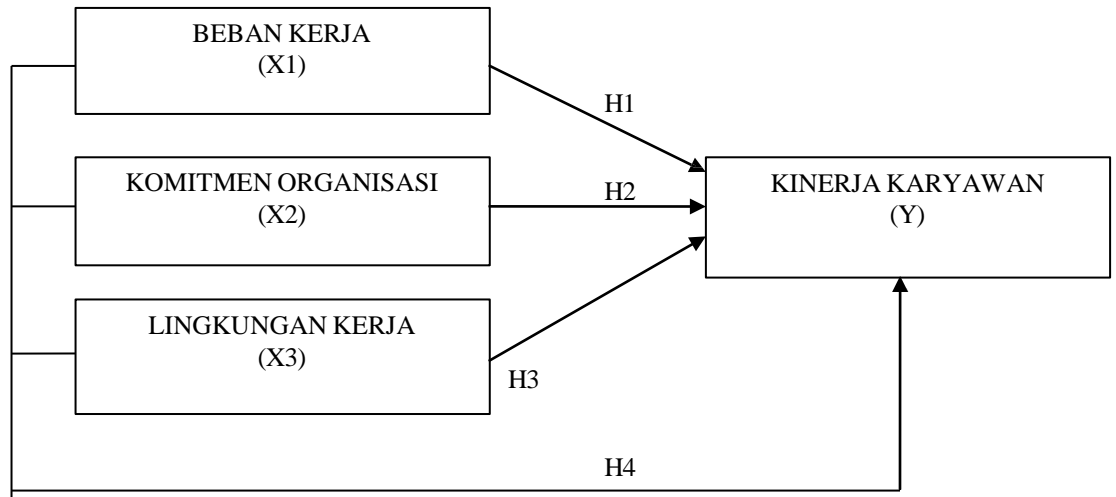 BEBAN KERJA
(X1)
H1
KOMITMEN ORGANISASI
(X2)
H2
KINERJA KARYAWAN
(Y)
LINGKUNGAN KERJA
(X3)
H3
H4